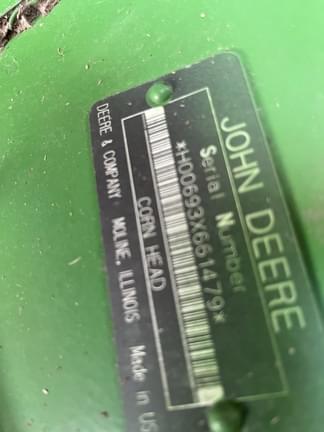 JOHN DEERE
Serial Number
*H00693X661479*
CORN HEAD
DEERE & COMPANY MOLINE, ILLINOIS Made in US